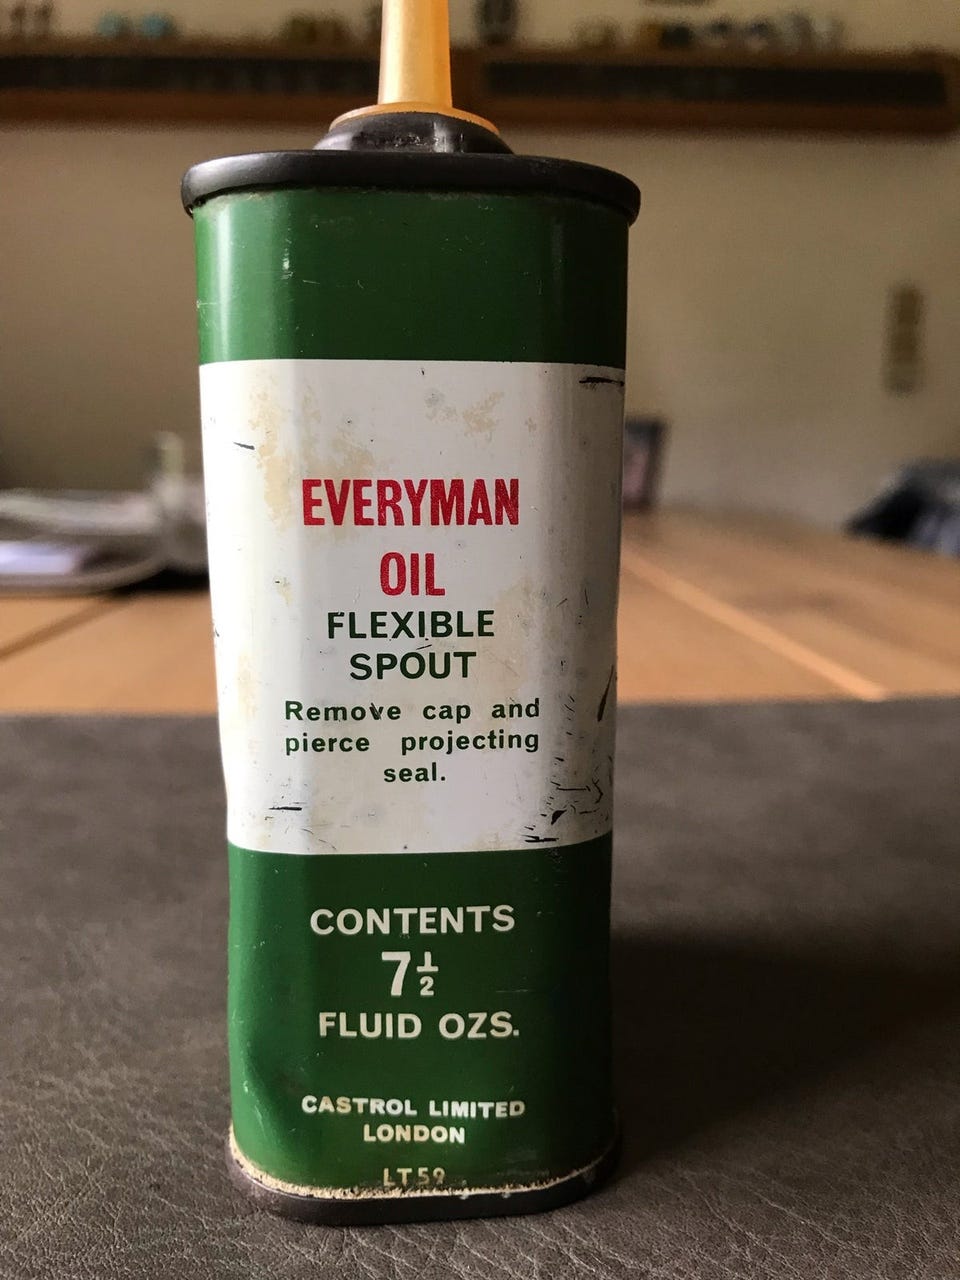 EVERYMAN
OIL
FLEXIBLE
SPOUT
Remove cap and
pierce projecting
seal.
CONTENTS
7½
FLUID OZS.
CASTROL LIMITED
LONDON
LT59